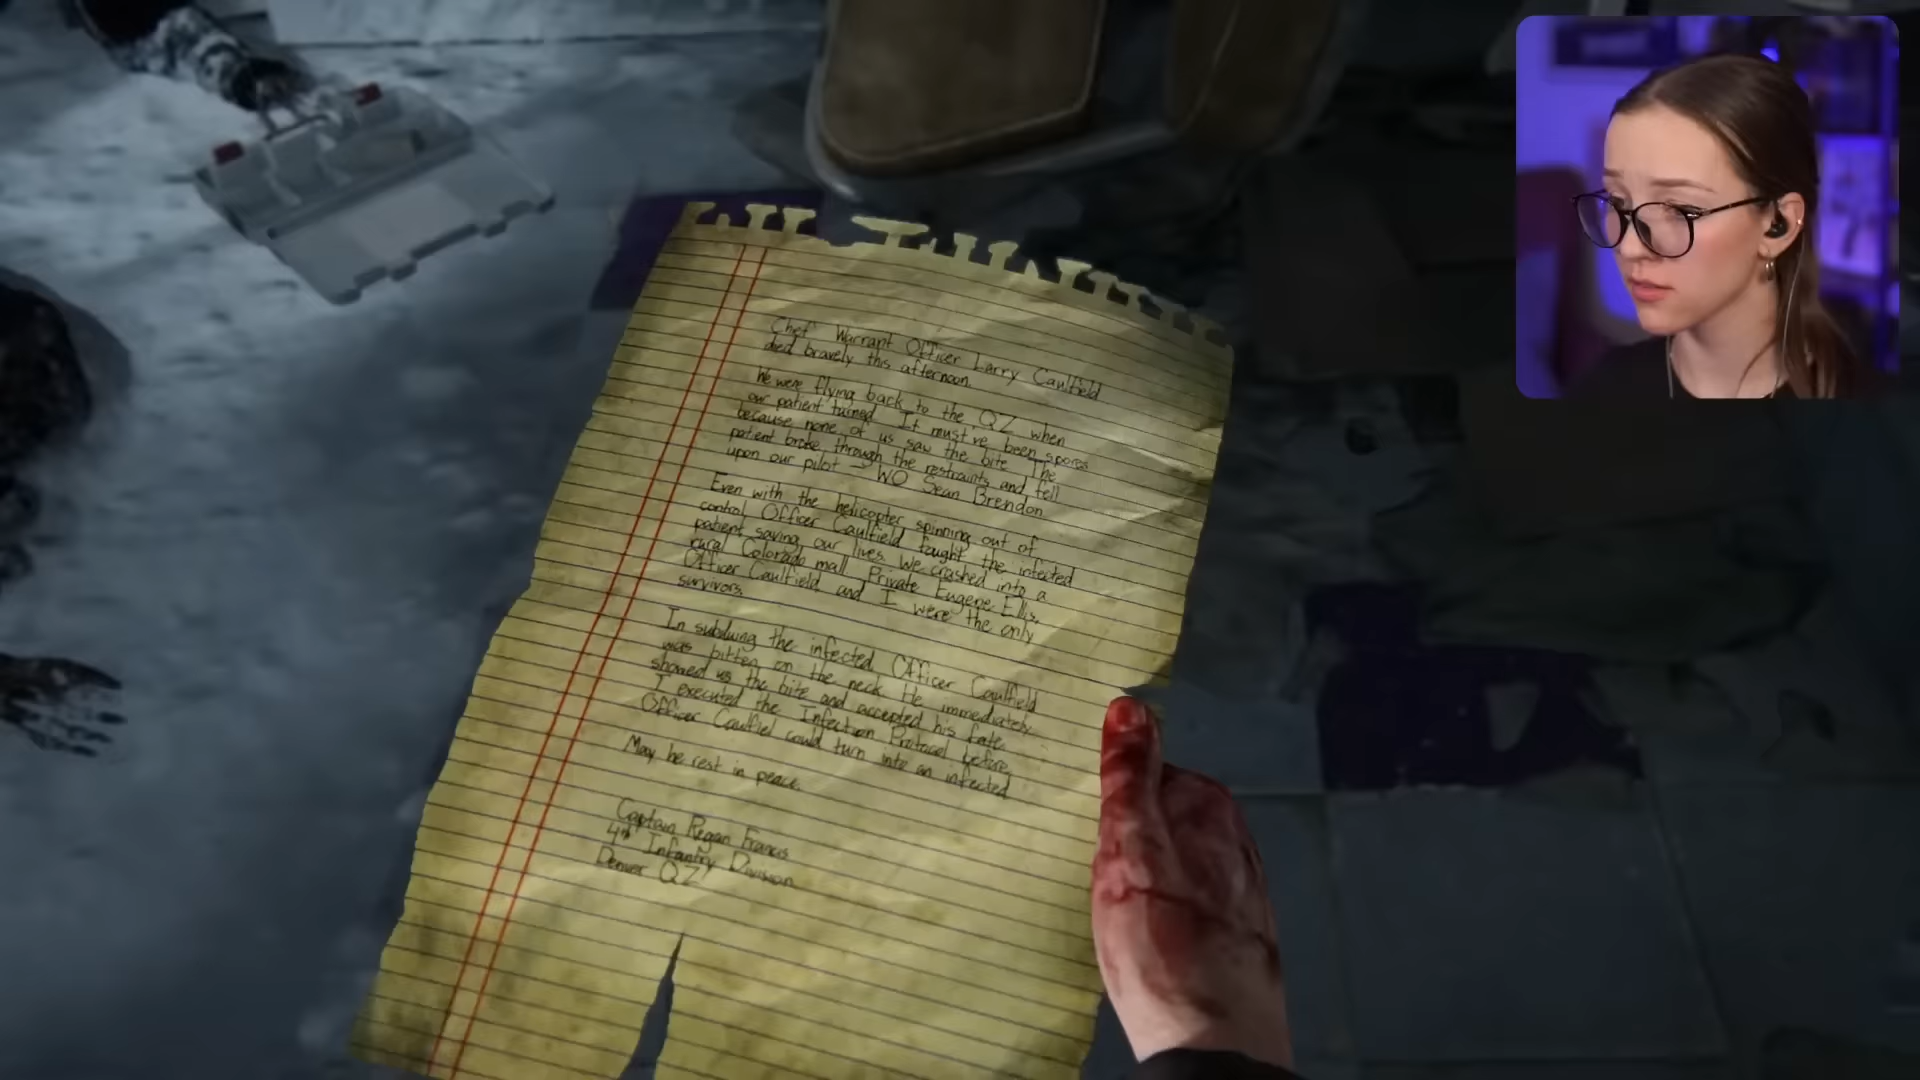 Chef Warrant Officer Larry Caulfield
died bravely this afternoon.
We were flying back to the QZ when
our patient turned. It must've been spores
because none of us saw the bite. The
patient broke through the restraints and fell
upon our pilot - WO Sean Brendon
Even with the helicopter spinning out of
control Officer Caulfield fought the infected
patient saving our lives. We crashed into a
rural Colorado mall. Private Eugene Ellis,
Officer Caulfield, and I were the only
survivors.
In subduing the infected, Officer Caulfield
was bitten on the neck. He immediately
showed us the bite and accepted his fate.
I executed the Infection Protocol before
Officer Caulfiel could turn into an infected
May he rest in peace.
Captain Regan Francis
4th Infantry Division
Denver QZ